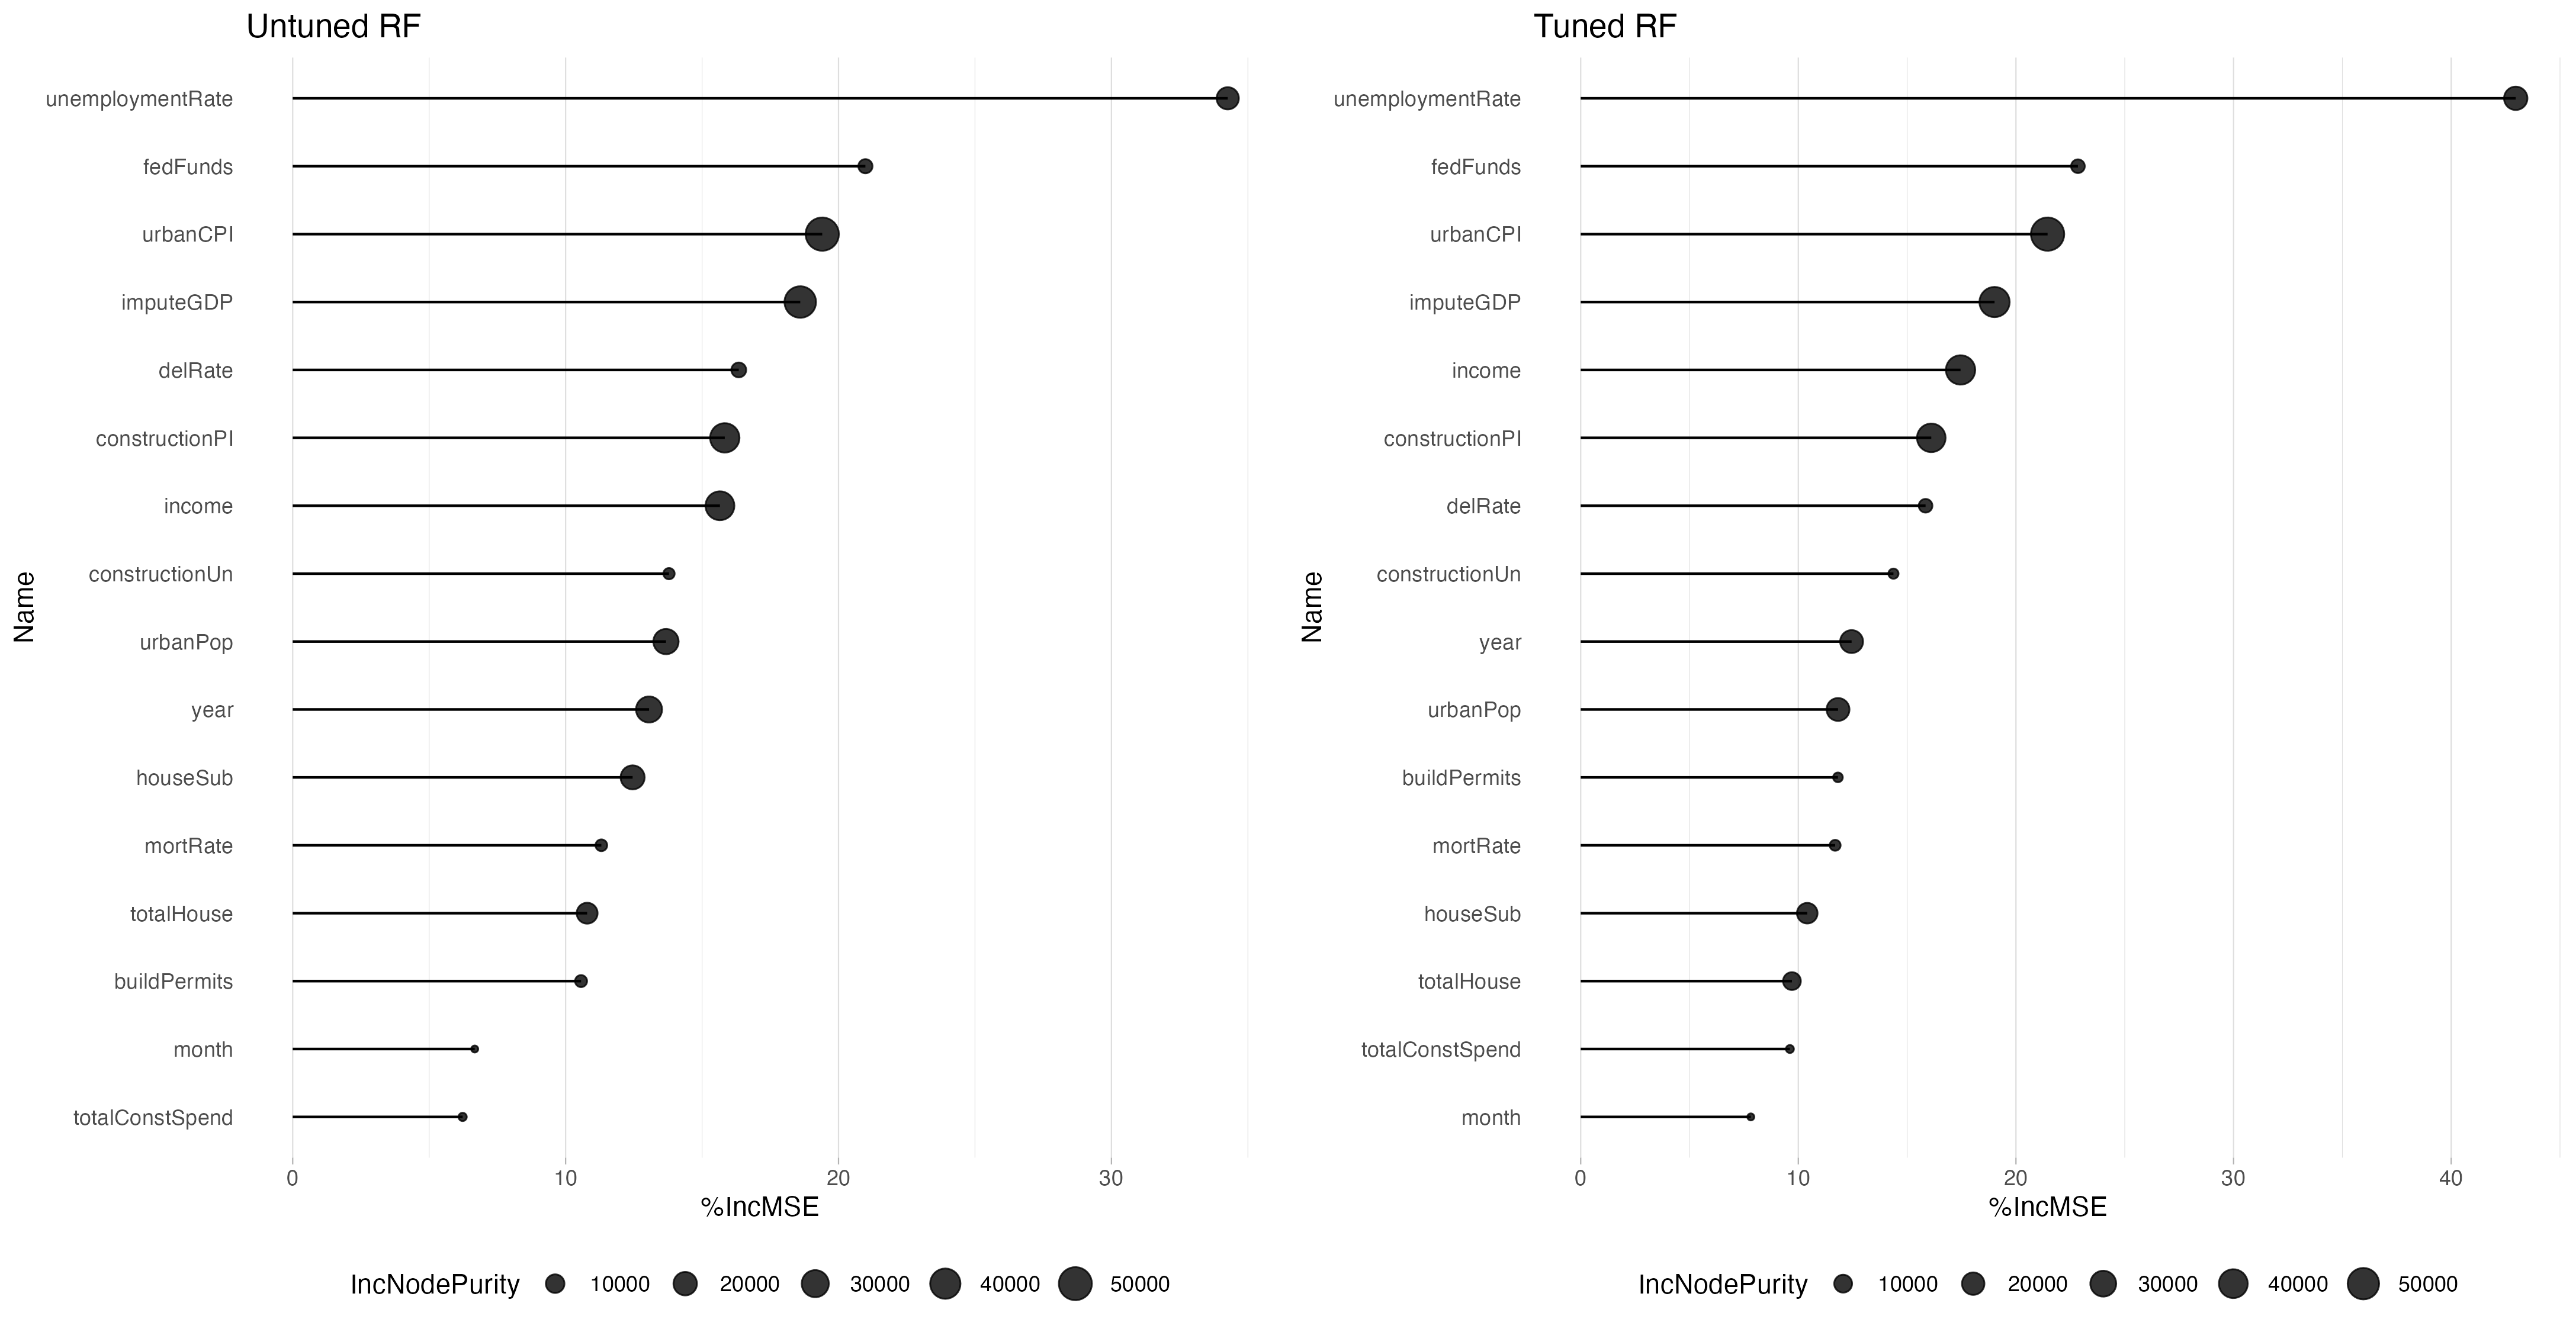 Untuned RF
unemploymentRate
fedFunds
urbanCPI
imputeGDP
delRate
constructionPI
income
constructionUn
urbanPop
year
houseSub
mortRate
totalHouse
buildPermits
month
totalConstSpend
Name
0 10 20 30
%IncMSE
IncNodePurity 10000 20000 30000 40000 50000
Tuned RF
unemploymentRate
fedFunds
urbanCPI
imputeGDP
income
constructionPI
delRate
constructionUn
year
urbanPop
buildPermits
mortRate
houseSub
totalHouse
totalConstSpend
month
Name
0 10 20 30 40
%IncMSE
IncNodePurity 10000 20000 30000 40000 50000